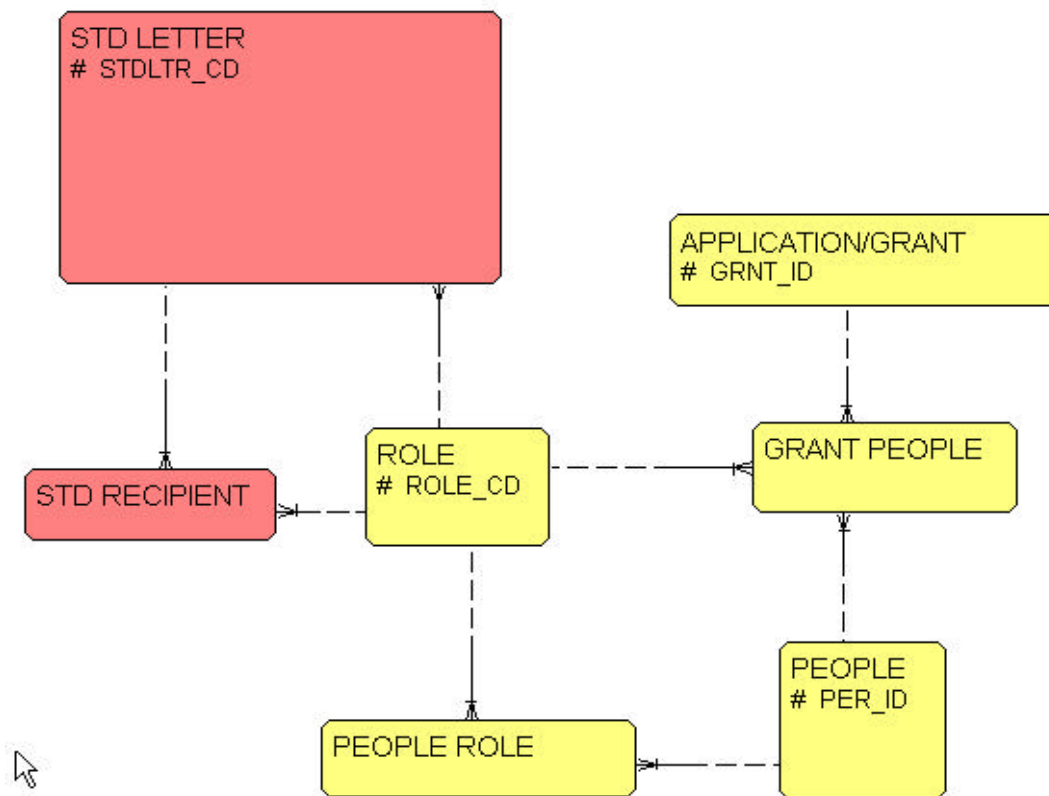 STD LETTER
# STDLTR_CD
APPLICATION/GRANT
# GRNT_ID
ROLE
# ROLE_CD
GRANT PEOPLE
STD RECIPIENT
PEOPLE
# PER_ID
PEOPLE ROLE